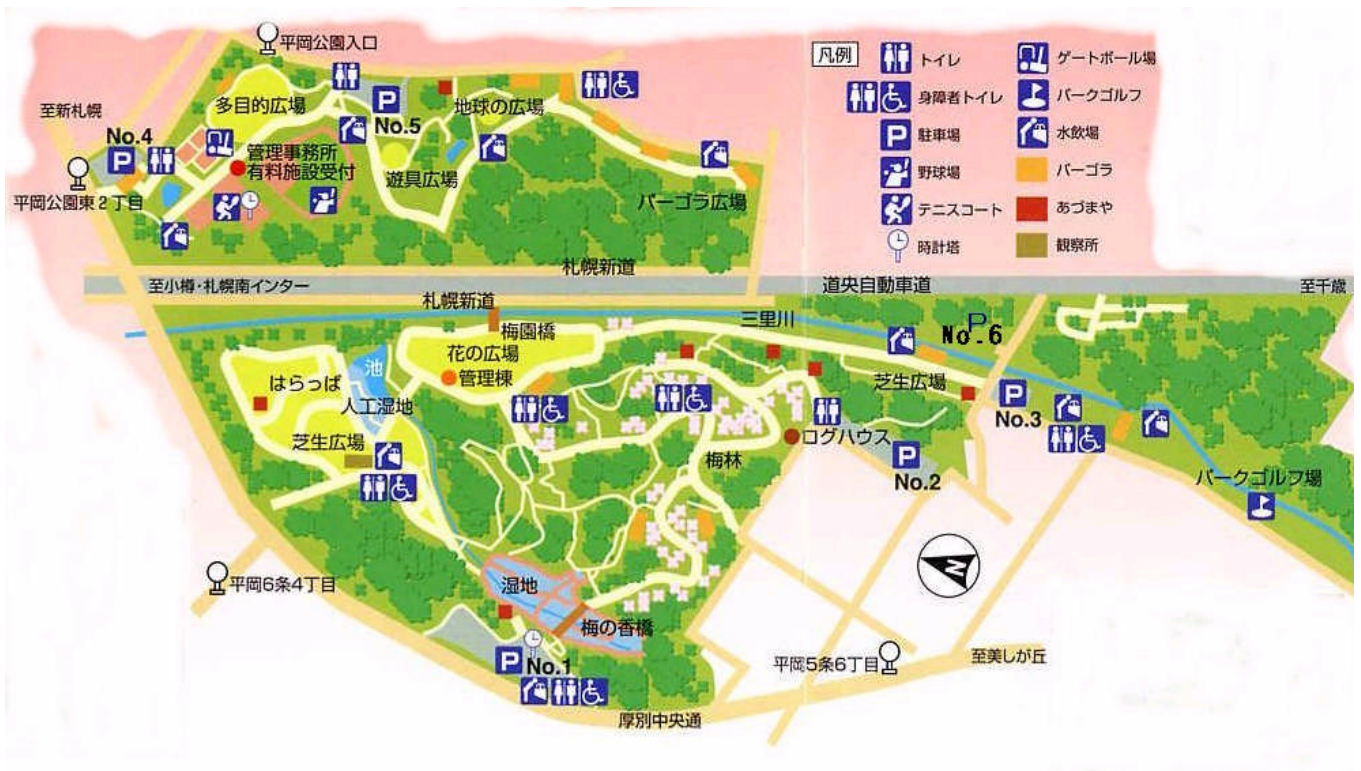 平岡公園入口
凡例
トイレ
ゲートボール場
多目的広場
地球の広場
身障者トイレ
パークゴルフ
至新札幌
P
No.5
No.4
P
駐車場
水飲場
管理事務所
有料施設受付
遊具広場
野球場
パーゴラ
平岡公園東2丁目
パーゴラ広場
テニスコート
あづまや
時計塔
観察所
札幌新道
至小樽・札幌南インター
道央自動車道
至千歳
札幌新道
三里川
梅園橋
P
No.6
花の広場
池
はらっぱ
管理棟
芝生広場
人工湿地
P
No.3
芝生広場
ログハウス
梅林
P
No.2
パークゴルフ場
N
湿地
平岡6条4丁目
梅の香橋
P
No.1
平岡5条6丁目
至美しが丘
厚別中央通